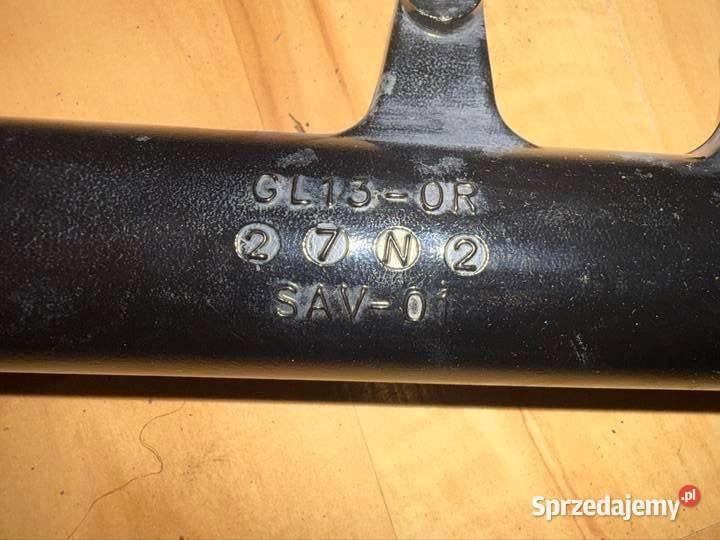 GL13-0R
2 7 N 2
SAV-01
Sprzedajemy.pl